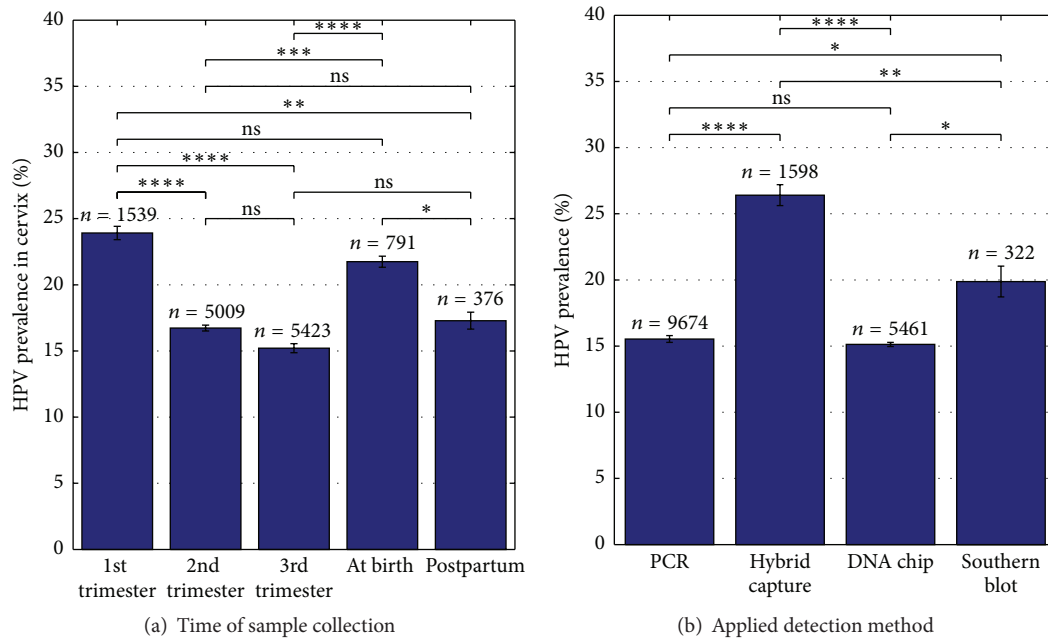 40
35
30
25
20
15
10
5
0
HPV prevalence in cervix (%)
****
***
ns
**
ns
****
****
ns
ns
*
n = 1539
n = 5009
n = 5423
n = 791
n = 376
1st trimester
2nd trimester
3rd trimester
At birth
Postpartum
(a) Time of sample collection
40
35
30
25
20
15
10
5
0
HPV prevalence (%)
****
*
**
ns
****
*
n = 9674
n = 1598
n = 5461
n = 322
PCR
Hybrid capture
DNA chip
Southern blot
(b) Applied detection method